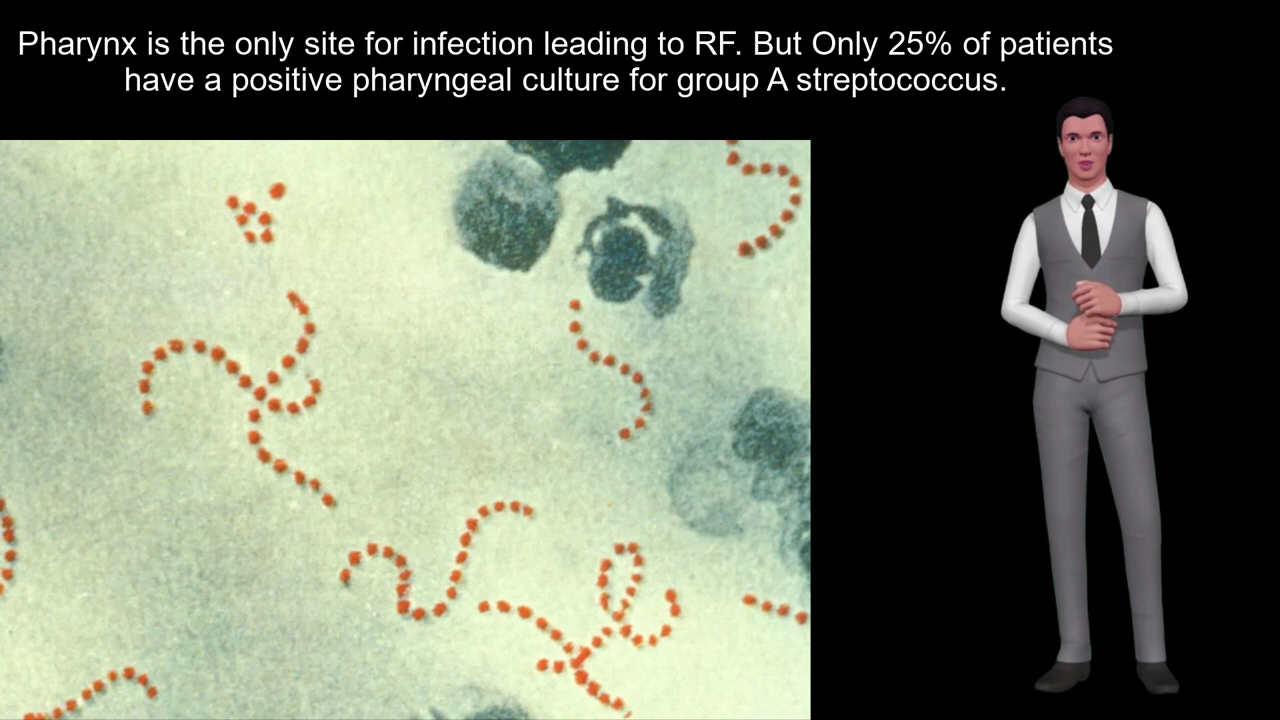 Pharynx is the only site for infection leading to RF. But Only 25% of patients
have a positive pharyngeal culture for group A streptococcus.